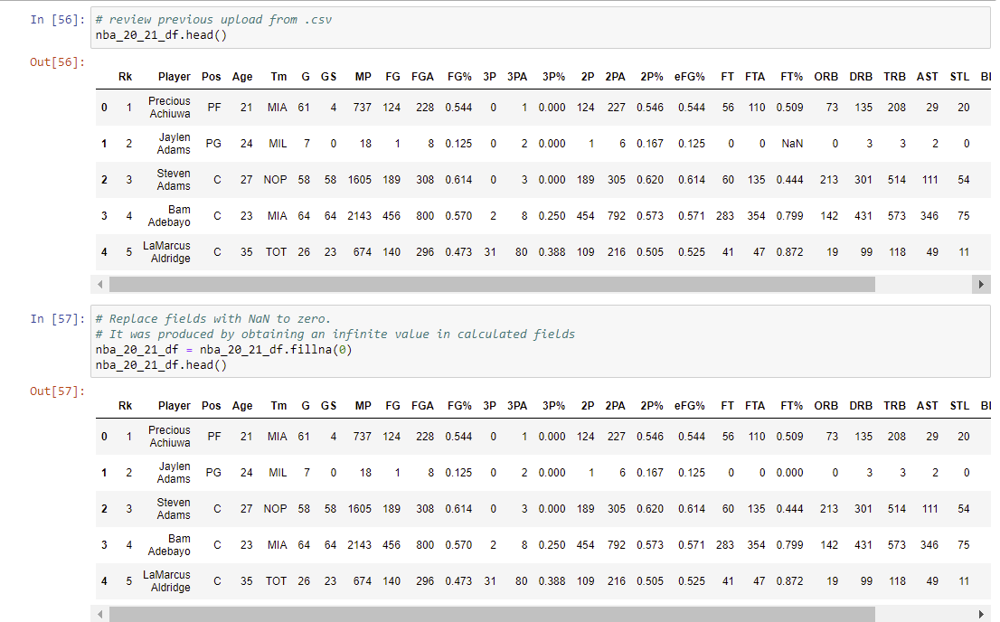 In [56]: # review previous upload from .csv
nba_20_21_df.head()
Out[56]:
Rk Player Pos Age Tm G GS MP FG FGA FG% 3P 3PA 3P% 2P 2PA 2P% eFG% FT FTA FT% ORB DRB TRB AST STL
0 1 Precious Achiuwa PF 21 MIA 61 4 737 124 228 0.544 0 1 0.000 124 227 0.546 0.544 56 110 0.509 73 135 208 29 20
1 2 Jaylen Adams PG 24 MIL 7 0 18 1 8 0.125 0 2 0.000 1 6 0.167 0.125 0 0 NaN 0 3 3 2 0
2 3 Steven Adams C 27 NOP 58 58 1605 189 308 0.614 0 3 0.000 189 305 0.620 0.614 60 135 0.444 213 301 514 111 54
3 4 Bam Adebayo C 23 MIA 64 64 2143 456 800 0.570 2 8 0.250 454 792 0.573 0.571 283 354 0.799 142 431 573 346 75
4 5 LaMarcus Aldridge C 35 TOT 26 23 674 140 296 0.473 31 80 0.388 109 216 0.505 0.525 41 47 0.872 19 99 118 49 11
In [57]: # Replace fields with NaN to zero.
# It was produced by obtaining an infinite value in calculated fields
nba_20_21_df = nba_20_21_df.fillna(0)
nba_20_21_df.head()
Out[57]:
Rk Player Pos Age Tm G GS MP FG FGA FG% 3P 3PA 3P% 2P 2PA 2P% eFG% FT FTA FT% ORB DRB TRB AST STL
0 1 Precious Achiuwa PF 21 MIA 61 4 737 124 228 0.544 0 1 0.000 124 227 0.546 0.544 56 110 0.509 73 135 208 29 20
1 2 Jaylen Adams PG 24 MIL 7 0 18 1 8 0.125 0 2 0.000 1 6 0.167 0.125 0 0 0.000 0 3 3 2 0
2 3 Steven Adams C 27 NOP 58 58 1605 189 308 0.614 0 3 0.000 189 305 0.620 0.614 60 135 0.444 213 301 514 111 54
3 4 Bam Adebayo C 23 MIA 64 64 2143 456 800 0.570 2 8 0.250 454 792 0.573 0.571 283 354 0.799 142 431 573 346 75
4 5 LaMarcus Aldridge C 35 TOT 26 23 674 140 296 0.473 31 80 0.388 109 216 0.505 0.525 41 47 0.872 19 99 118 49 11